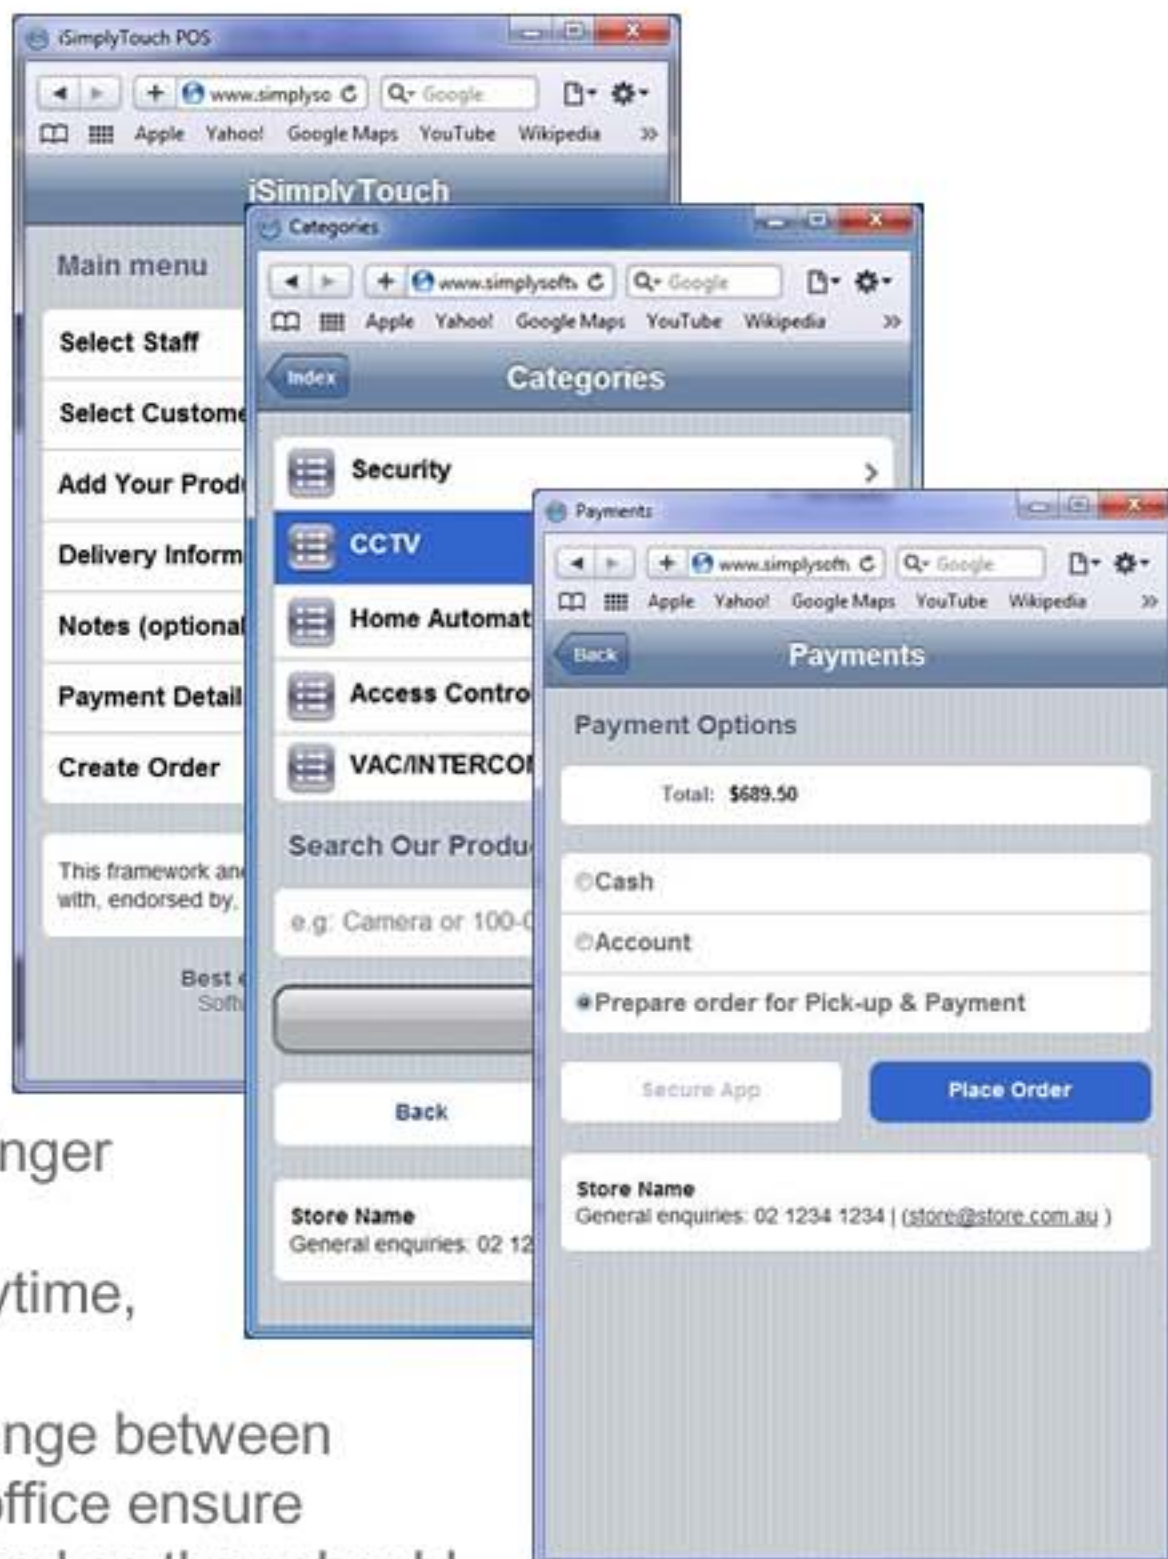 iSimplyTouch POS
www.simplyso
Google
Apple Yahoo! Google Maps YouTube Wikipedia »
iSimplyTouch
Main menu
Select Staff
Select Custome
Add Your Produ
Delivery Inform
Notes (optional
Payment Detail
Create Order
This framework an
with, endorsed by,
Best
Categories
www.simplysoft
Google
Apple Yahoo! Google Maps YouTube Wikipedia »
Index
Categories
Security
CCTV
Home Automat
Access Contro
VAC/INTERCO
Search Our Produ
e.g: Camera or 100-
Back
Store Name
General enquiries: 02 12
Payments
www.simplysoft
Google
Apple Yahoo! Google Maps YouTube Wikipedia »
Back
Payments
Payment Options
Total: $689.50
Cash
Account
Prepare order for Pick-up & Payment
Secure App
Place Order
Store Name
General enquiries: 02 1234 1234 | (store@store.com.au )
nger
ytime,
nge between
office ensure